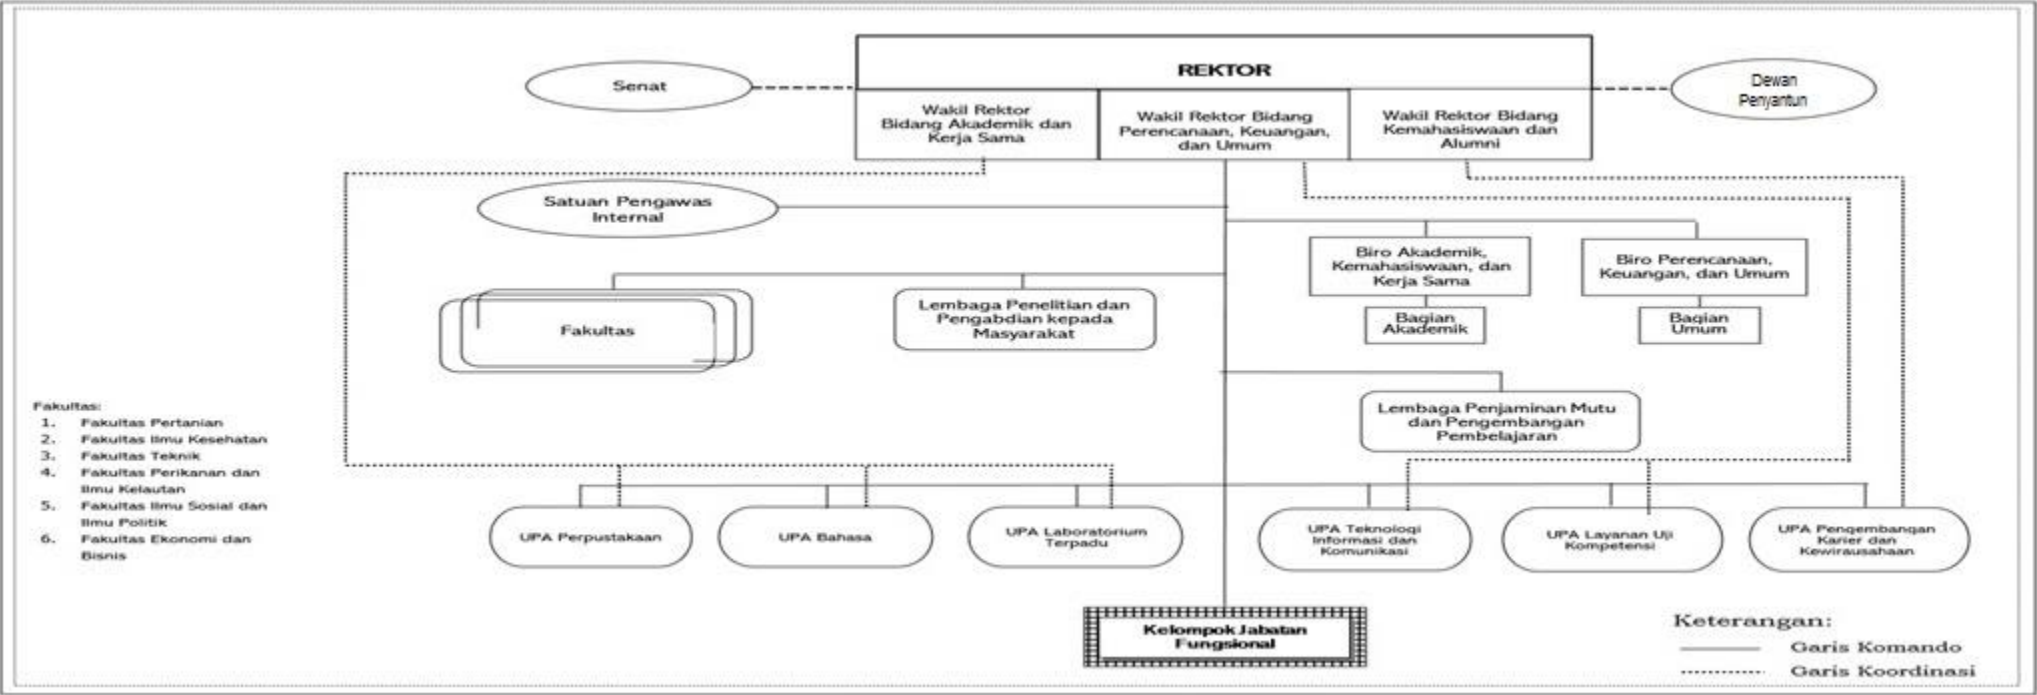 REKTOR
Senat
Dewan
Penyantun
Wakil Rektor
Bidang Akademik dan
Kerja Sama
Wakil Rektor Bidang
Perencanaan, Keuangan,
dan Umum
Wakil Rektor Bidang
Kemahasiswaan dan
Alumni
Satuan Pengawas
Internal
Biro Akademik,
Kemahasiswaan, dan
Kerja Sama
Biro Perencanaan,
Keuangan, dan Umum
Bagian
Akademik
Bagian
Umum
Fakultas
Lembaga Penelitian dan
Pengabdian kepada
Masyarakat
Lembaga Penjaminan Mutu
dan Pengembangan
Pembelajaran
Fakultas:
1. Fakultas Pertanian
2. Fakultas Ilmu Kesehatan
3. Fakultas Teknik
4. Fakultas Perikanan dan
Ilmu Kelautan
5. Fakultas Ilmu Sosial dan
Ilmu Politik
6. Fakultas Ekonomi dan
Bisnis
UPA Perpustakaan
UPA Bahasa
UPA Laboratorium
Terpadu
UPA Teknologi
Informasi dan
Komunikasi
UPA Layanan Uji
Kompetensi
UPA Pengembangan
Karier dan
Kewirausahaan
Kelompok Jabatan
Fungsional
Keterangan:
Garis Komando
Garis Koordinasi